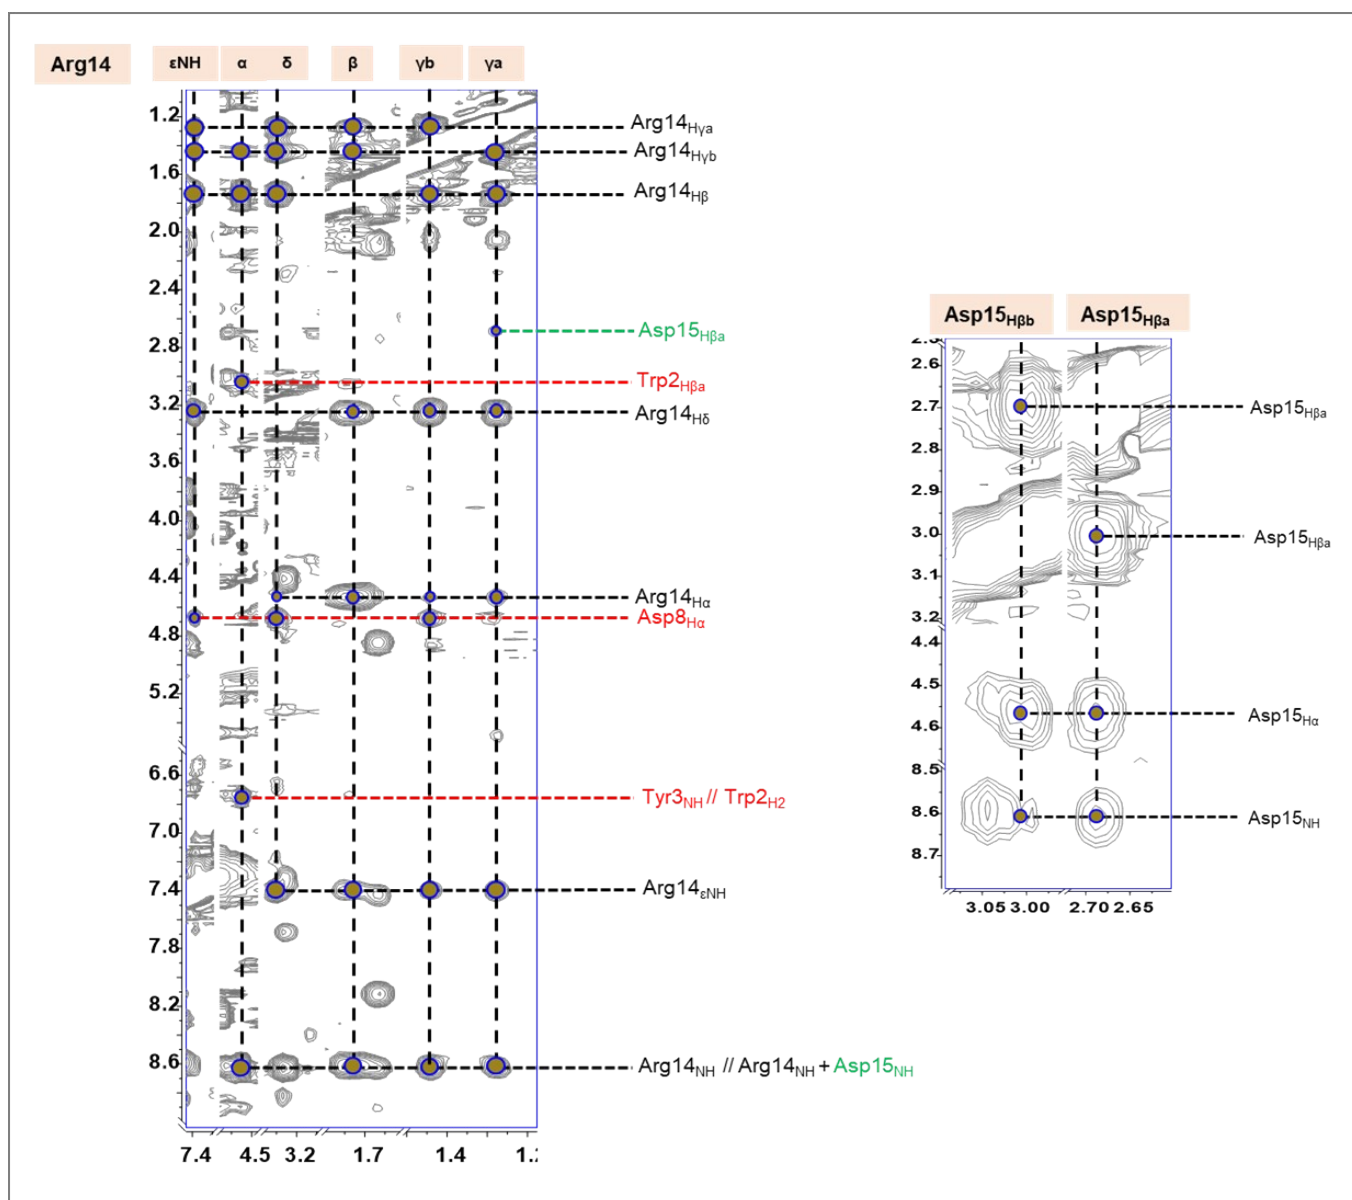 Arg14 εNH α δ β γb γa
1.2
Arg14Hγa
Arg14Hγb
1.6
Arg14Hβ
2.0
2.4
Asp15Hβa
2.8
Trp2Hβa
3.2
Arg14Hδ
3.6
4.0
4.4
Arg14Hα
Asp8Hα
4.8
5.2
6.6
Tyr3NH // Trp2H2
7.0
7.4
Arg14εNH
7.8
8.2
8.6
Arg14NH // Arg14NH + Asp15NH
7.4 4.5 3.2 1.7 1.4
Asp15Hβb Asp15Hβa
2.6
2.7
Asp15Hβa
2.8
2.9
3.0
Asp15Hβa
3.1
3.2
4.4
4.5
Asp15Hα
4.6
8.5
8.6
Asp15NH
8.7
3.05 3.00 2.70 2.65